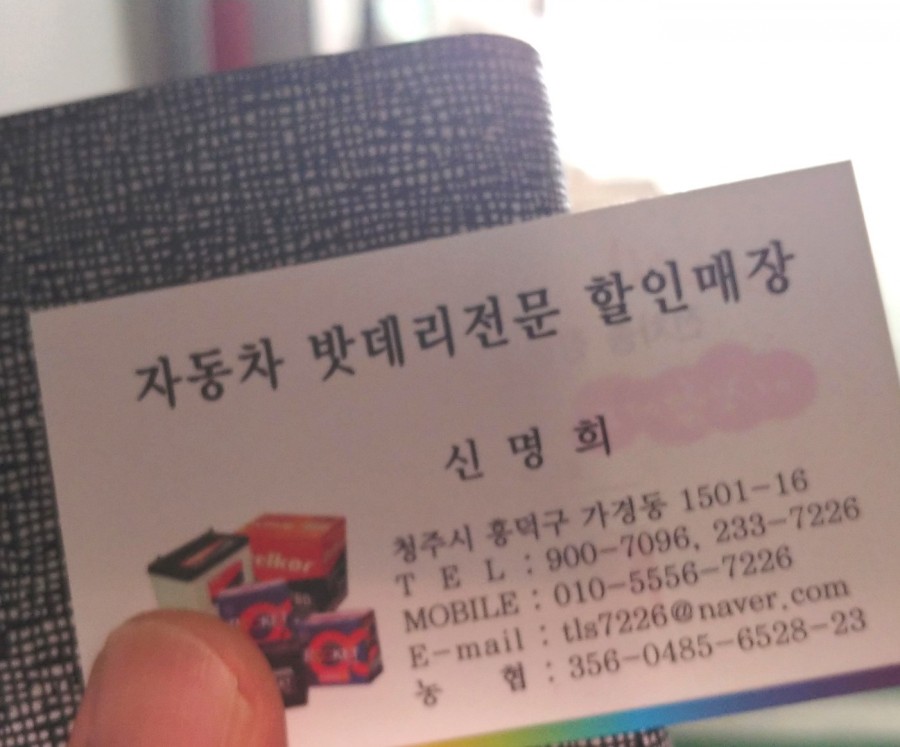 자동차 밧데리전문 할인매장
신 명 희
청주시 흥덕구 가경동 1501-16
T E L : 900-7096, 233-7226
MOBILE : 010-5556-7226
E-mail : tls7226@naver.com
농 협 : 356-0485-6528-23
elkor